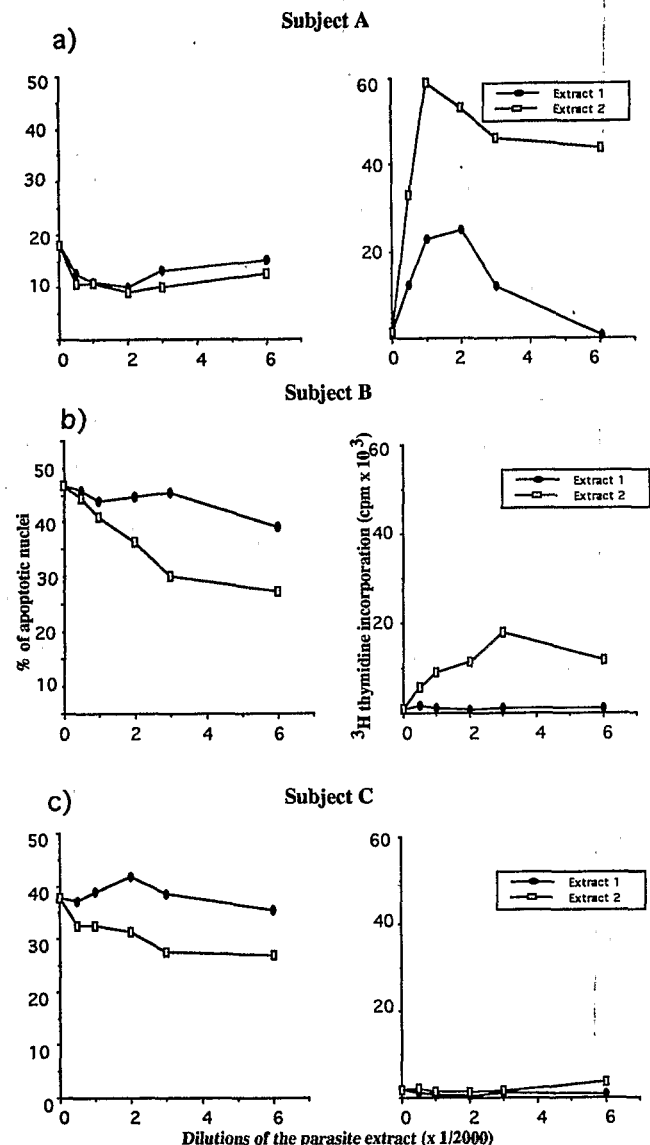 Subject A
a)
50
40
30
20
10
0 2 4 6
60
40
20
0 2 4 6
Extract 1
Extract 2
Subject B
b)
% of apoptotic nuclei
50
40
30
20
10
0 2 4 6
³H thymidine incorporation (cpm x 10³)
60
40
20
0 2 4 6
Extract 1
Extract 2
Subject C
c)
50
40
30
20
10
0
0 2 4 6
60
40
20
0 2 4 6
Extract 1
Extract 2
Dilutions of the parasite extract (x 1/2000)